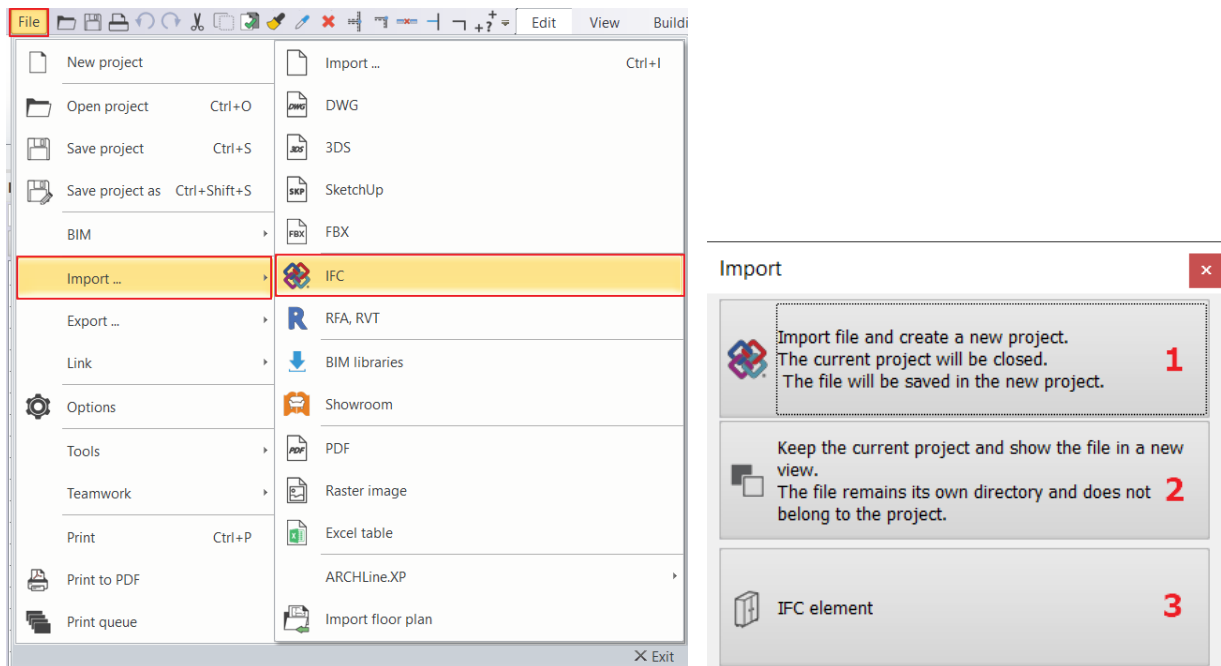 File
Edit
View
Buildi
New project
Open project Ctrl+O
Save project Ctrl+S
Save project as Ctrl+Shift+S
BIM
Import ...
Export ...
Link
Options
Tools
Teamwork
Print Ctrl+P
Print to PDF
Print queue
Import ... Ctrl+I
DWG DWG
3DS 3DS
SKP SketchUp
FBX FBX
IFC
R RFA, RVT
BIM libraries
Showroom
PDF PDF
Raster image
Excel table
ARCHLine.XP
Import floor plan
Exit
Import
Import file and create a new project.
The current project will be closed.
The file will be saved in the new project.
1
Keep the current project and show the file in a new
view.
The file remains its own directory and does not
belong to the project.
2
IFC element
3